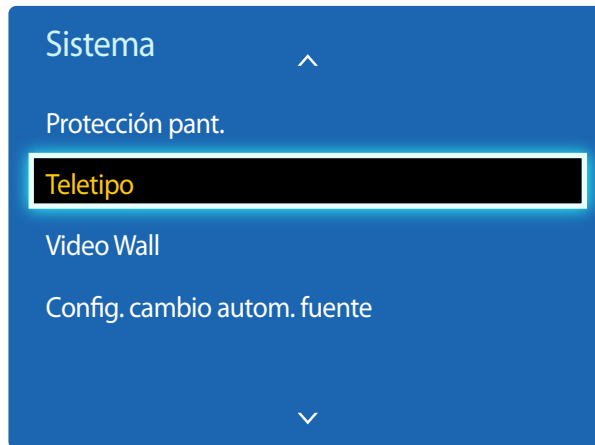 Sistema
Protección pant.
Teletipo
Video Wall
Config. cambio autom. fuente